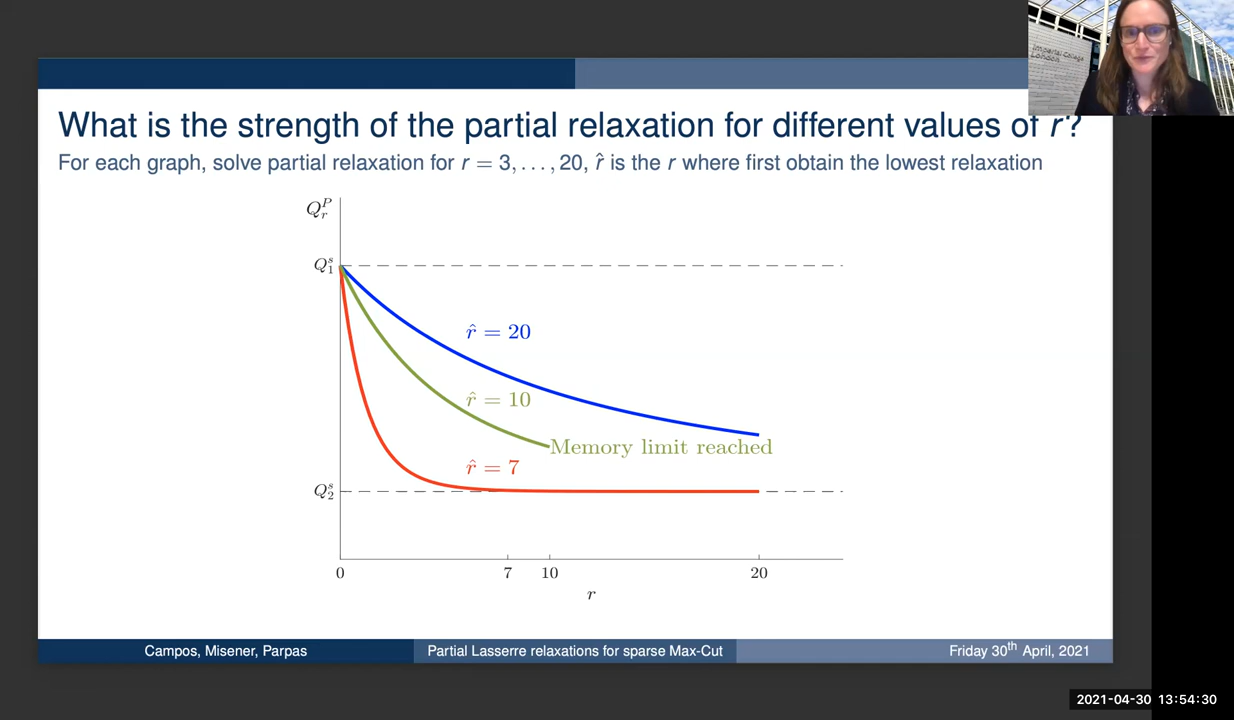 Imperial College
London
What is the strength of the partial relaxation for different values of r?
For each graph, solve partial relaxation for r = 3, . . . , 20, r̂ is the r where first obtain the lowest relaxation
Q_r^P
Q_1^s
r̂ = 20
r̂ = 10
Memory limit reached
r̂ = 7
Q_2^s
0 7 10 20
r
Campos, Misener, Parpas Partial Lasserre relaxations for sparse Max-Cut Friday 30th April, 2021
2021-04-30 13:54:30